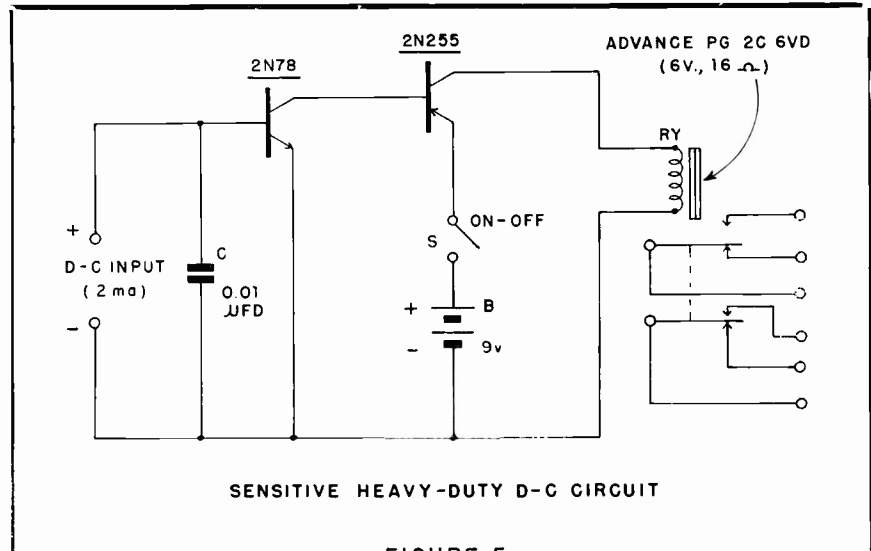 2N78
2N255
ADVANCE PG 2C 6VD
(6V., 16 Ω)
RY
+
D-C INPUT
(2 ma)
-
C
0.01
µFD
ON-OFF
S
+
B
-
9v
SENSITIVE HEAVY-DUTY D-C CIRCUIT